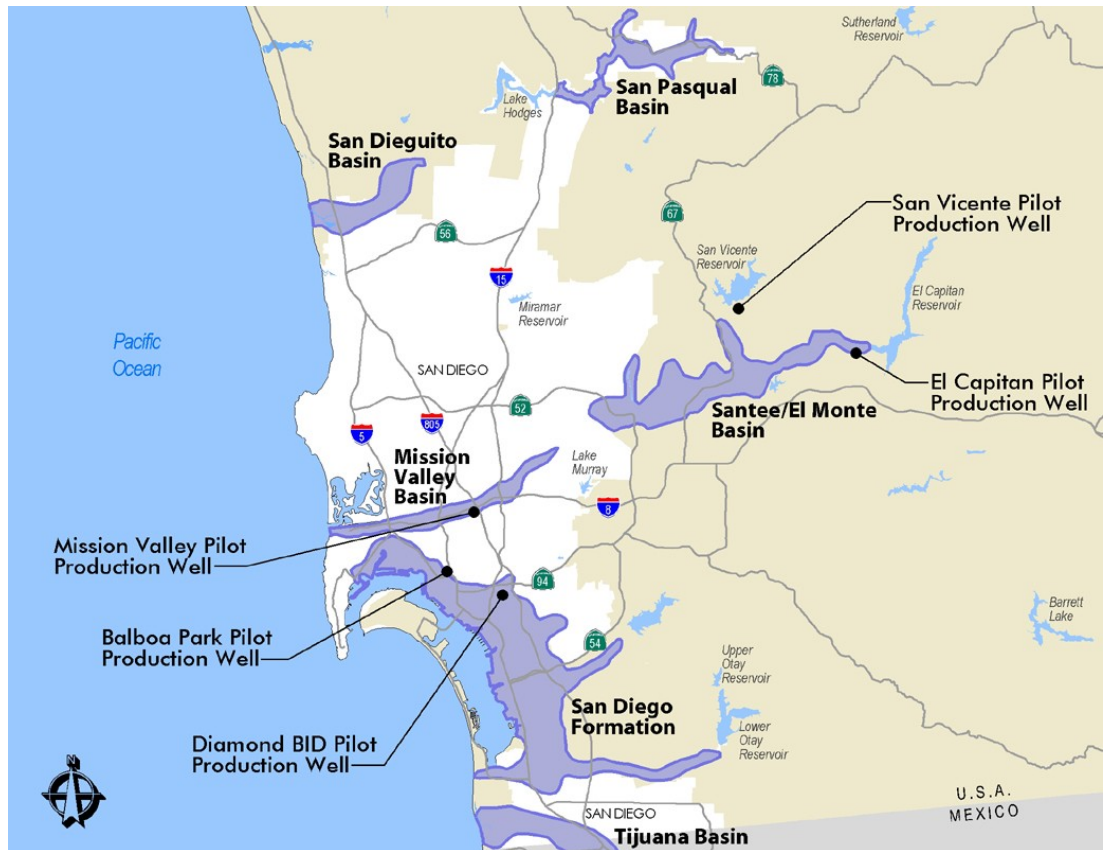 Sutherland
Reservoir
78
San Pasqual
Basin
Lake
Hodges
San Dieguito
Basin
67
San Vicente Pilot
Production Well
56
San Vicente
Reservoir
15
El Capitan
Reservoir
Miramar
Reservoir
Pacific
Ocean
SAN DIEGO
El Capitan Pilot
Production Well
52
Santee/El Monte
Basin
805
5
Mission
Valley
Basin
Lake
Murray
8
Mission Valley Pilot
Production Well
94
Balboa Park Pilot
Production Well
Barrett
Lake
54
Upper
Otay
Reservoir
San Diego
Formation
Lower
Otay
Reservoir
Diamond BID Pilot
Production Well
N
U.S.A.
MEXICO
SAN DIEGO
Tijuana Basin